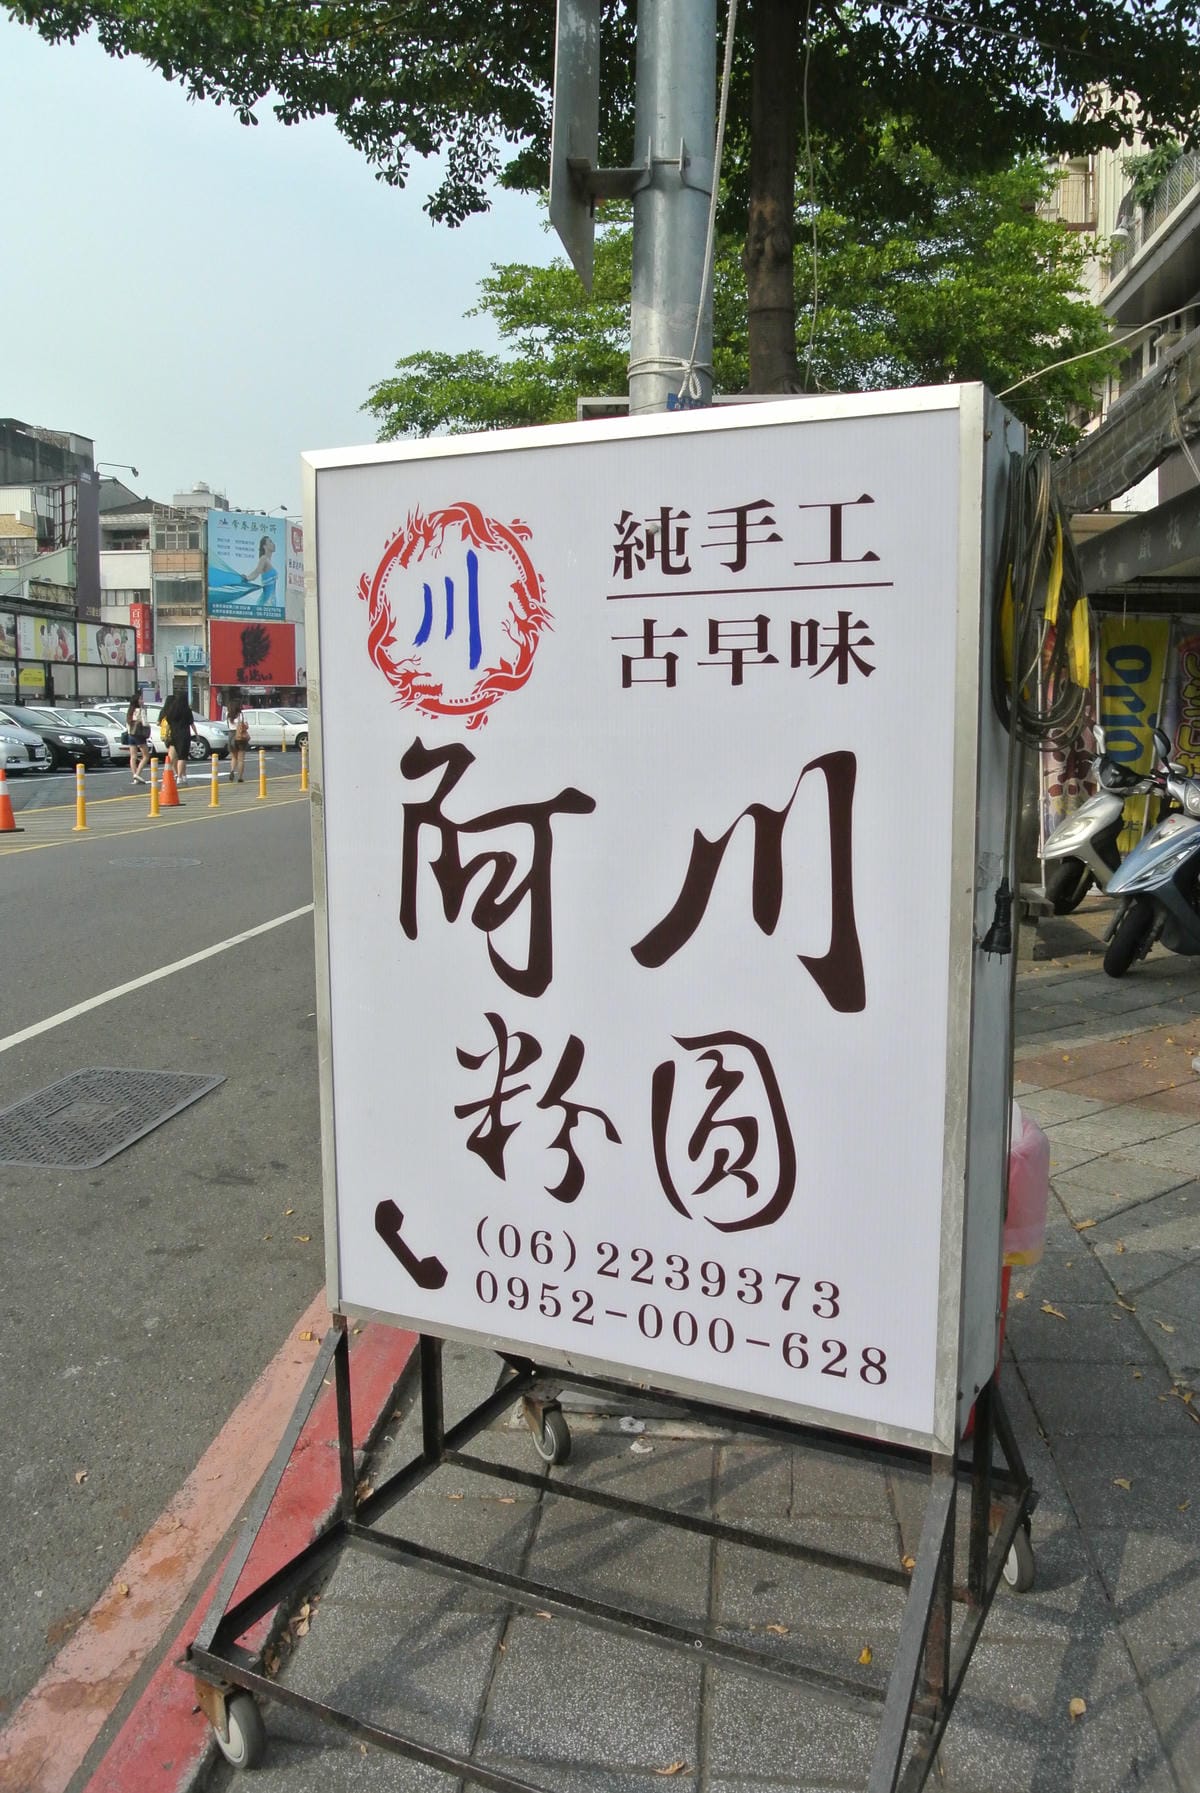 川
純手工
古早味
阿川
粉圓
(06)2239373
0952-000-628